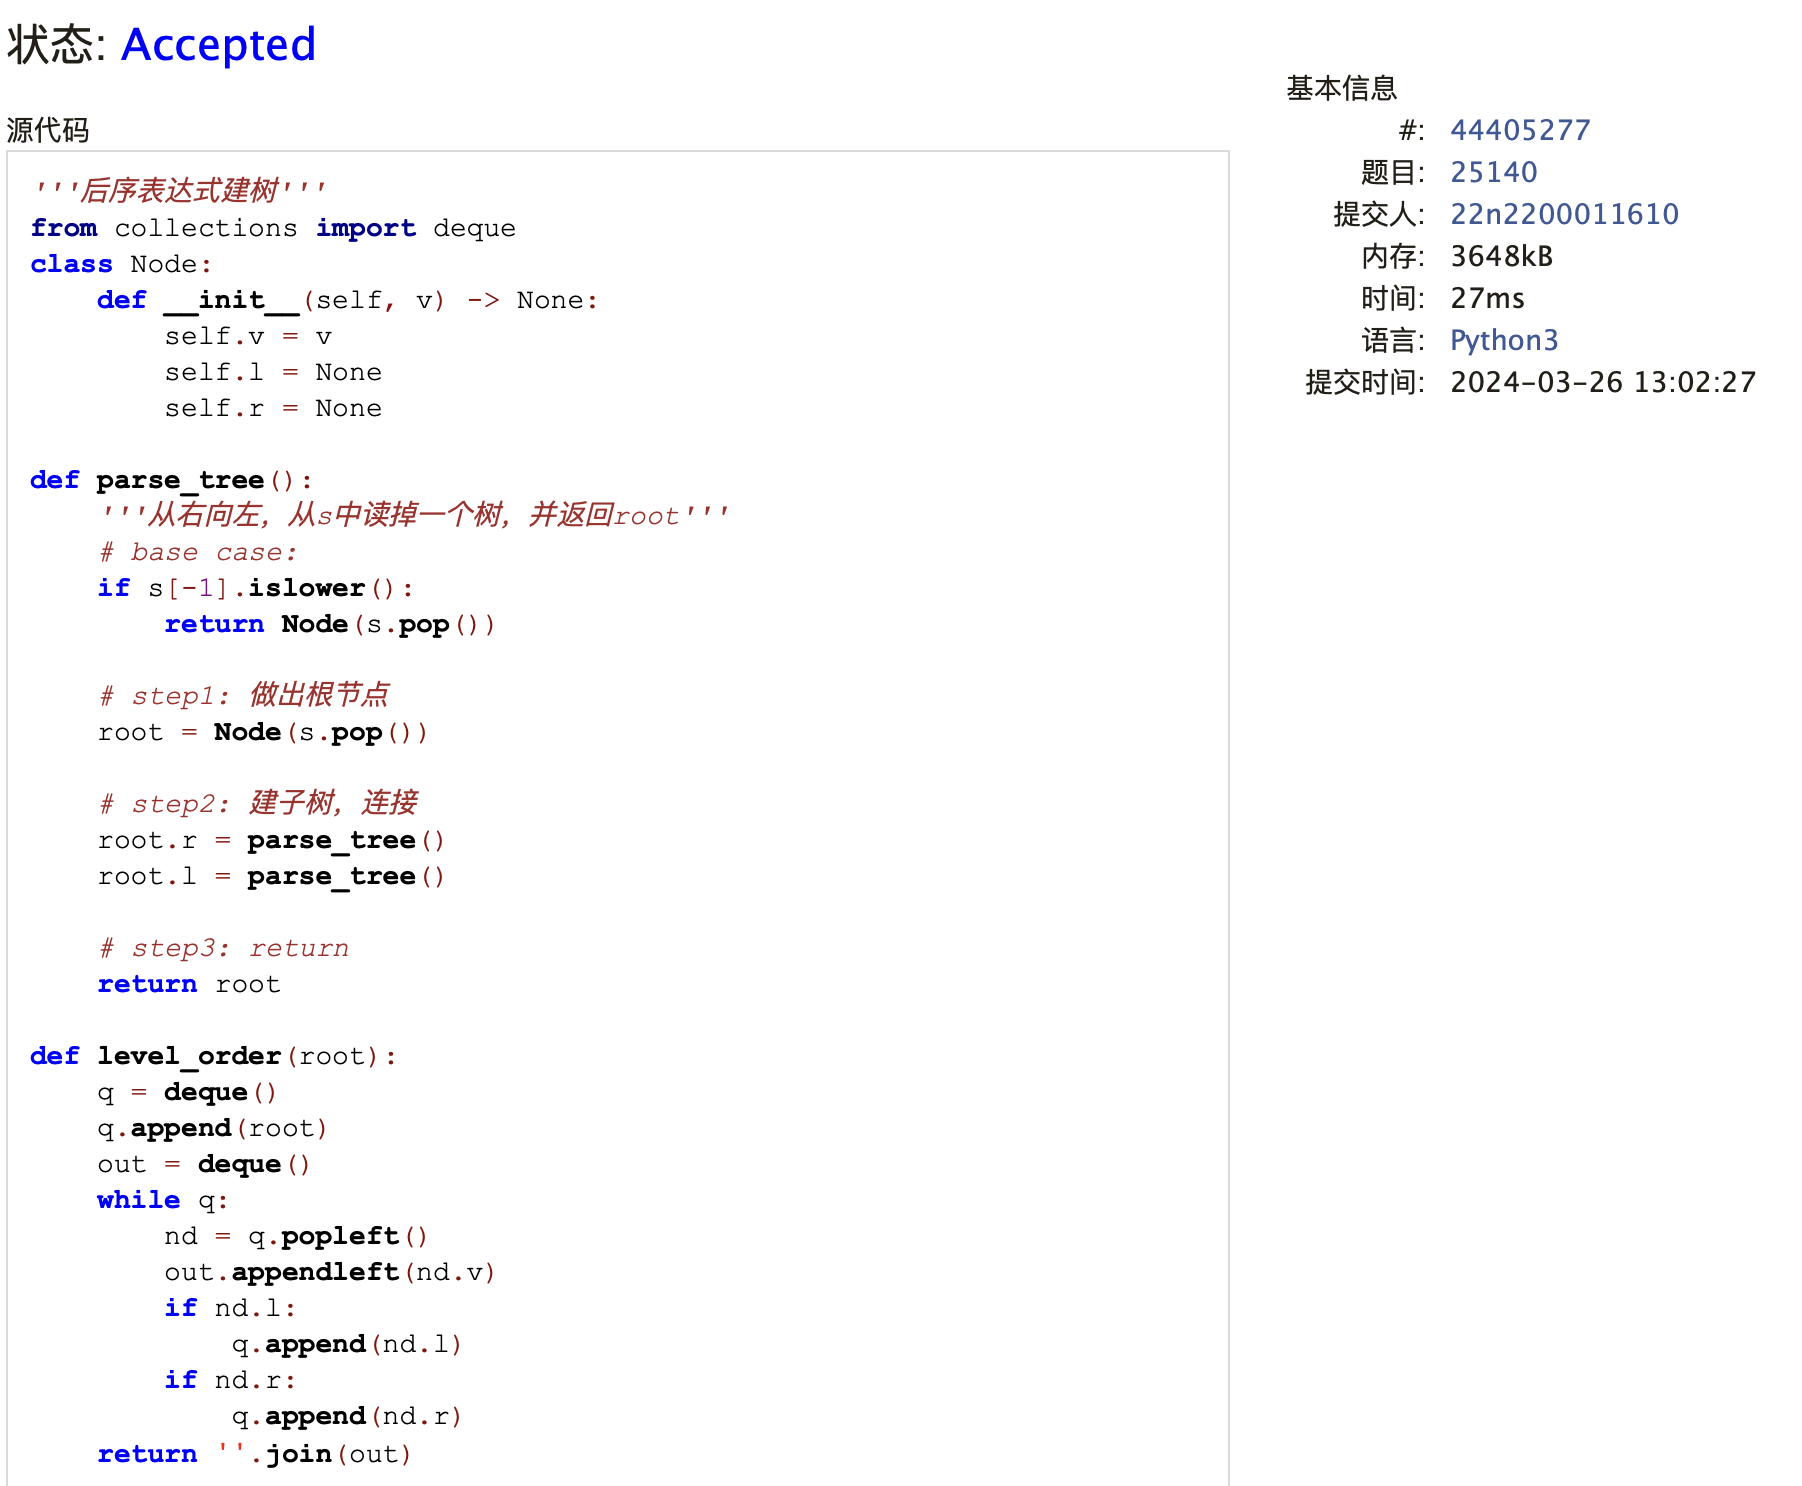 状态: Accepted
源代码
'''后序表达式建树'''
from collections import deque
class Node:
    def __init__(self, v) -> None:
        self.v = v
        self.l = None
        self.r = None

def parse_tree():
    '''从右向左，从s中读掉一个树，并返回root'''
    # base case:
    if s[-1].islower():
        return Node(s.pop())

    # step1: 做出根节点
    root = Node(s.pop())

    # step2: 建子树，连接
    root.r = parse_tree()
    root.l = parse_tree()

    # step3: return
    return root

def level_order(root):
    q = deque()
    q.append(root)
    out = deque()
    while q:
        nd = q.popleft()
        out.appendleft(nd.v)
        if nd.l:
            q.append(nd.l)
        if nd.r:
            q.append(nd.r)
    return ''.join(out)
基本信息
#: 44405277
题目: 25140
提交人: 22n2200011610
内存: 3648kB
时间: 27ms
语言: Python3
提交时间: 2024-03-26 13:02:27